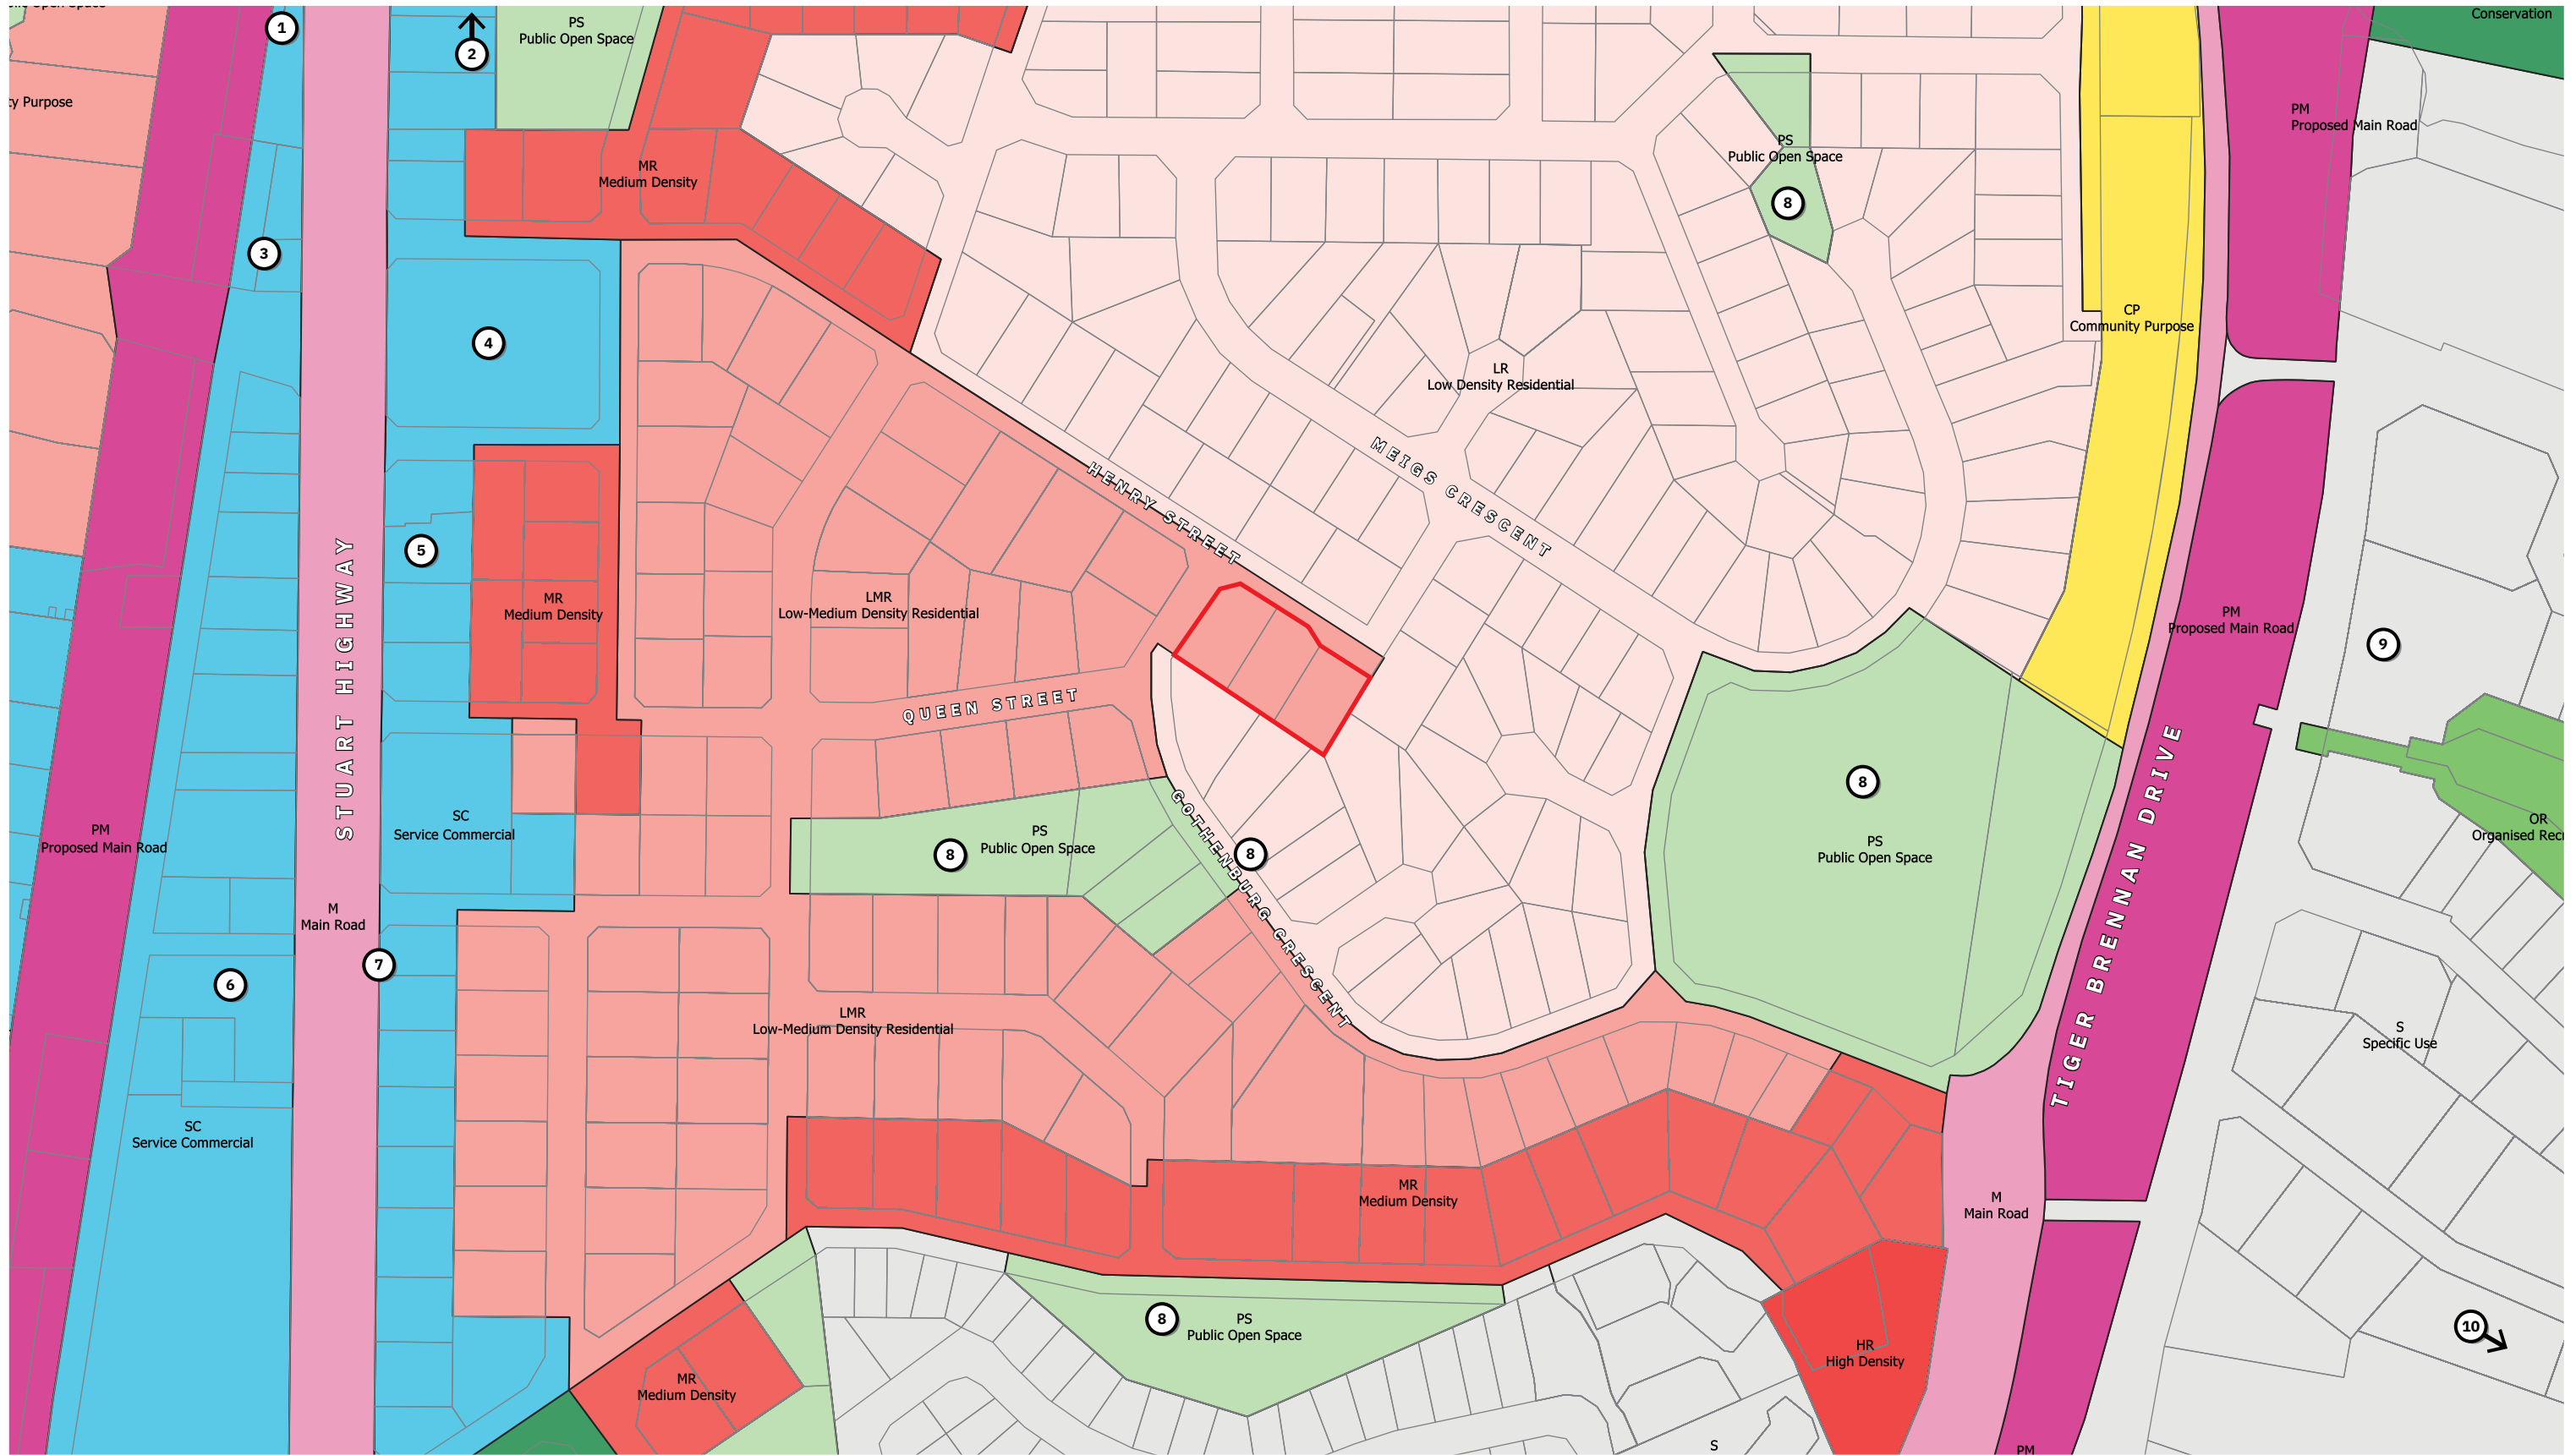 1
2
PS
Public Open Space
Conservation
ty Purpose
PM
Proposed Main Road
MR
Medium Density
PS
Public Open Space
8
3
4
CP
Community Purpose
LR
Low Density Residential
MEIGS CRESCENT
HENRY STREET
5
STUART HIGHWAY
MR
Medium Density
LMR
Low-Medium Density Residential
PM
Proposed Main Road
9
QUEEN STREET
SC
Service Commercial
PM
Proposed Main Road
8
PS
Public Open Space
8
GOTHENBURG CRESCENT
8
PS
Public Open Space
TIGER BRENNAN DRIVE
OR
Organised Recr
M
Main Road
7
6
LMR
Low-Medium Density Residential
S
Specific Use
SC
Service Commercial
MR
Medium Density
M
Main Road
8
PS
Public Open Space
10
HR
High Density
MR
Medium Density
S
PM